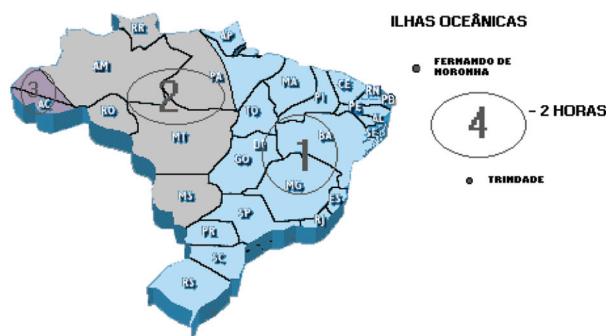 ILHAS OCEÂNICAS
FERNANDO DE
NORONHA
4
- 2 HORAS
TRINDADE
RR
AP
AM
PA
MA
CE
RN
PB
PI
PE
AL
SE
3
AC
RO
2
TO
BA
MT
DF
GO
1
MG
ES
MS
SP
RJ
PR
SC
RS